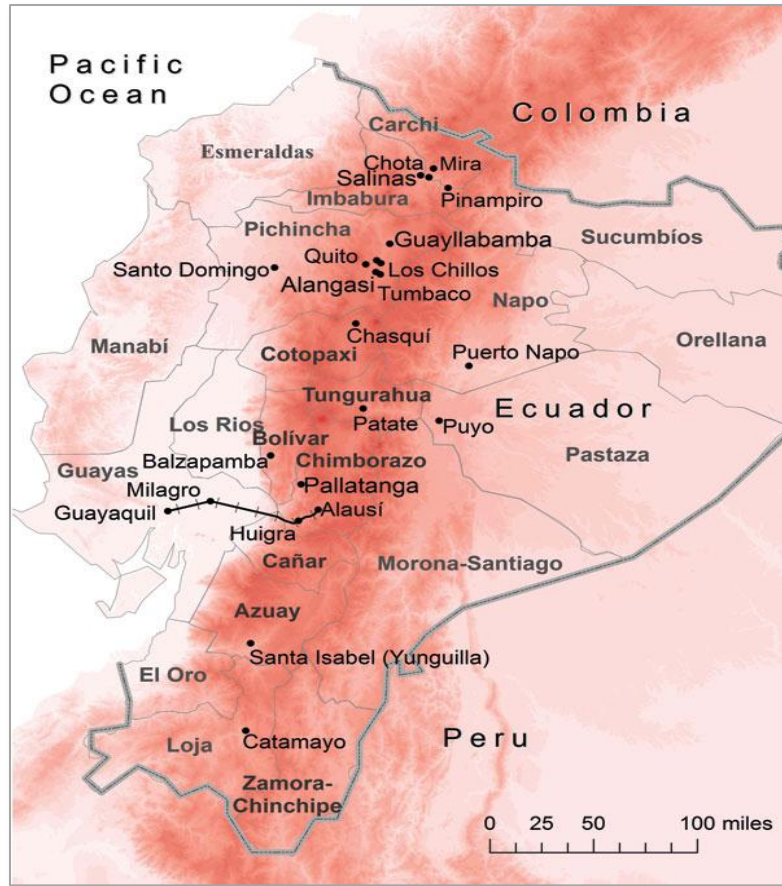 Pacific
Ocean
Colombia
Carchi
Esmeraldas
Chota
Mira
Salinas
Imbabura
Pinampiro
Pichincha
Guayllabamba
Sucumbíos
Quito
Santo Domingo
Los Chillos
Alangasi
Tumbaco
Napo
Chasquí
Orellana
Manabí
Cotopaxi
Puerto Napo
Tungurahua
Ecuador
Los Rios
Patate
Puyo
Bolívar
Pastaza
Balzapamba
Chimborazo
Guayas
Milagro
Pallatanga
Guayaquil
Alausí
Huigra
Cañar
Morona-Santiago
Azuay
Santa Isabel (Yunguilla)
El Oro
Loja
Catamayo
Peru
Zamora-
Chinchipe
0 25 50 100 miles